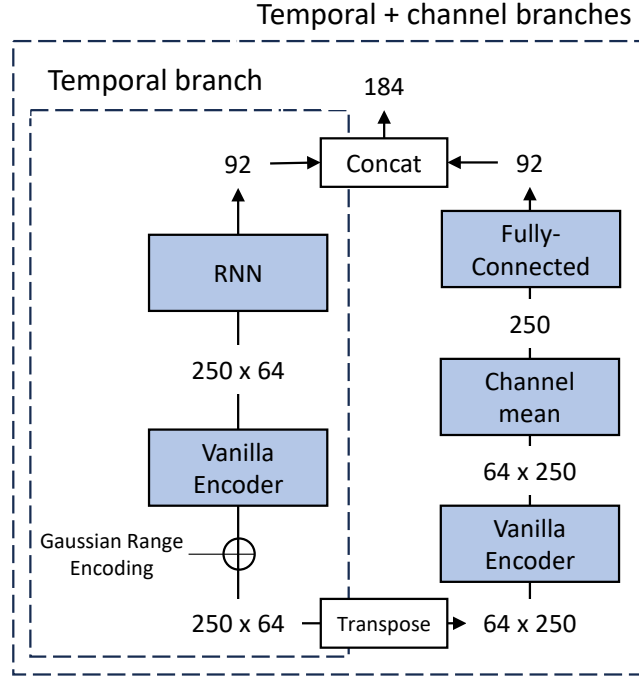 Temporal + channel branches
Temporal branch
184
92
Concat
92
RNN
Fully-
Connected
250
250 x 64
Channel
mean
Vanilla
Encoder
64 x 250
Gaussian Range
Encoding
Vanilla
Encoder
250 x 64
Transpose
64 x 250